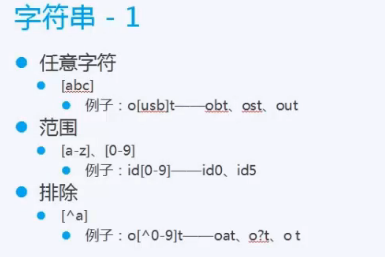 字符串 - 1
任意字符
[abc]
例子：o[usb]t——obt、ost、out
范围
[a-z]、[0-9]
例子：id[0-9]——id0、id5
排除
[^a]
例子：o[^0-9]t——oat、o?t、o t